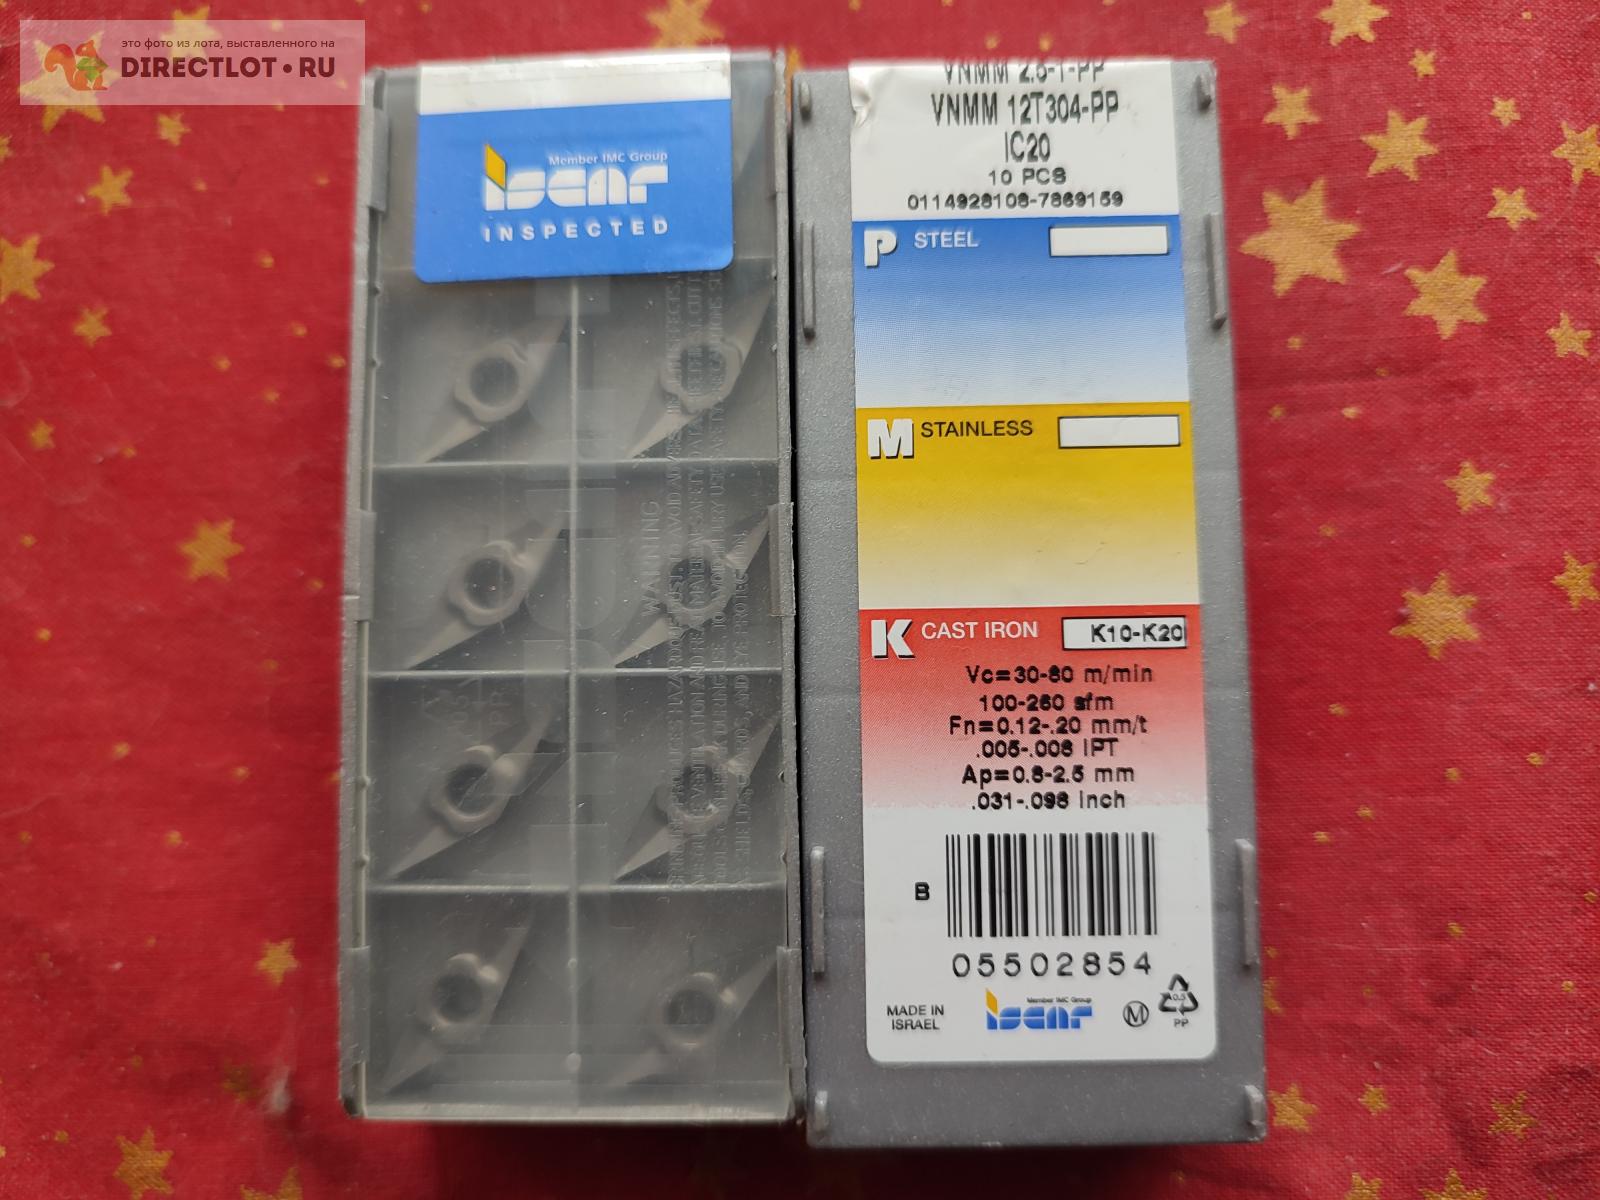 это фото из лота, выставленного на
DIRECTLOT•RU
Member IMC Group
iscar
INSPECTED
WARNING
VNMM 2.5-1-PP
VNMM 12T304-PP
IC20
10 PCS
0114928108-7869159
P STEEL
M STAINLESS
K CAST IRON K10-K20
Vc=30-80 m/min
100-260 sfm
Fn=0.12-.20 mm/t
.005-.008 IPT
Ap=0.8-2.5 mm
.031-.098 inch
B
05502854
MADE IN
ISRAEL
Member IMC Group
iscar
M
PP